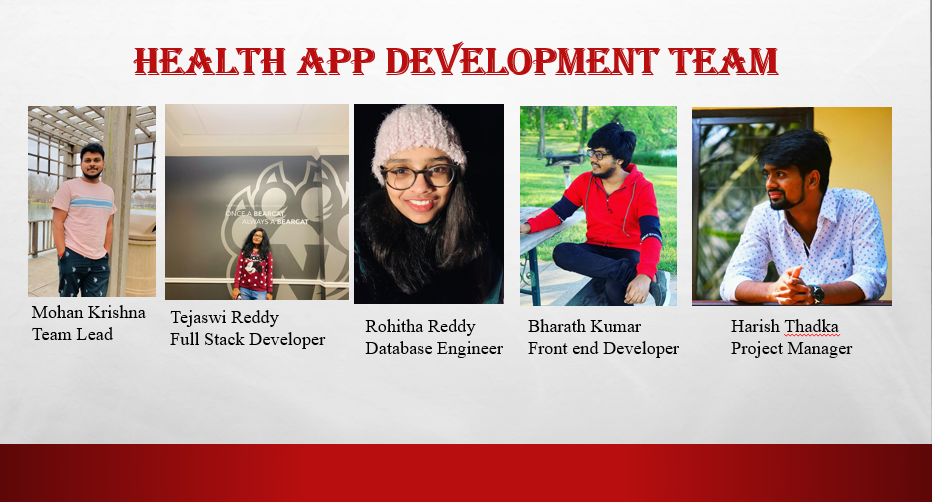 HEALTH APP DEVELOPMENT TEAM
ONCE A BEARCAT,
ALWAYS A BEARCAT
Mohan Krishna
Team Lead
Tejaswi Reddy
Full Stack Developer
Rohitha Reddy
Database Engineer
Bharath Kumar
Front end Developer
Harish Thadka
Project Manager